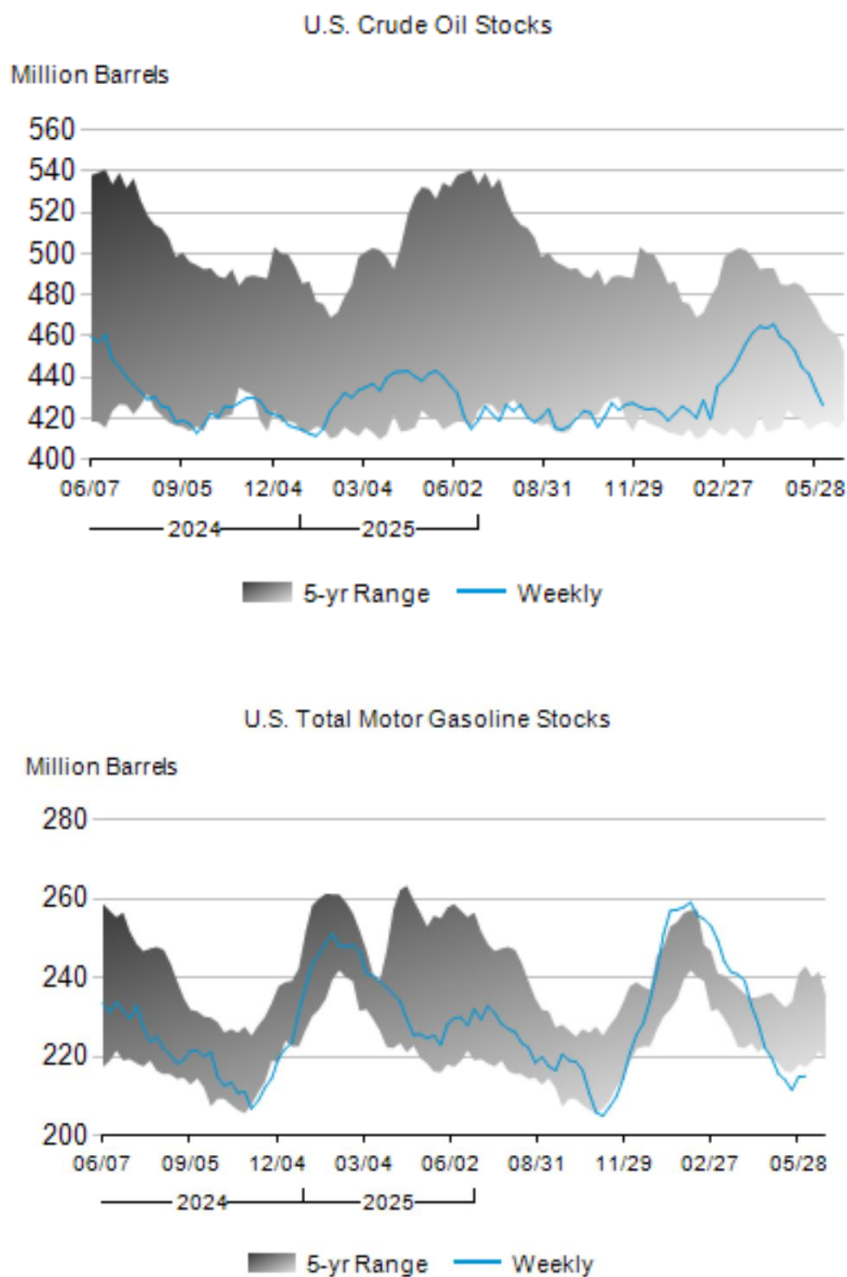 U.S. Crude Oil Stocks
Million Barrels
560
540
520
500
480
460
440
420
400
06/07 09/05 12/04 03/04 06/02 08/31 11/29 02/27 05/28
2024 2025
5-yr Range Weekly
U.S. Total Motor Gasoline Stocks
Million Barrels
280
260
240
220
200
06/07 09/05 12/04 03/04 06/02 08/31 11/29 02/27 05/28
2024 2025
5-yr Range Weekly